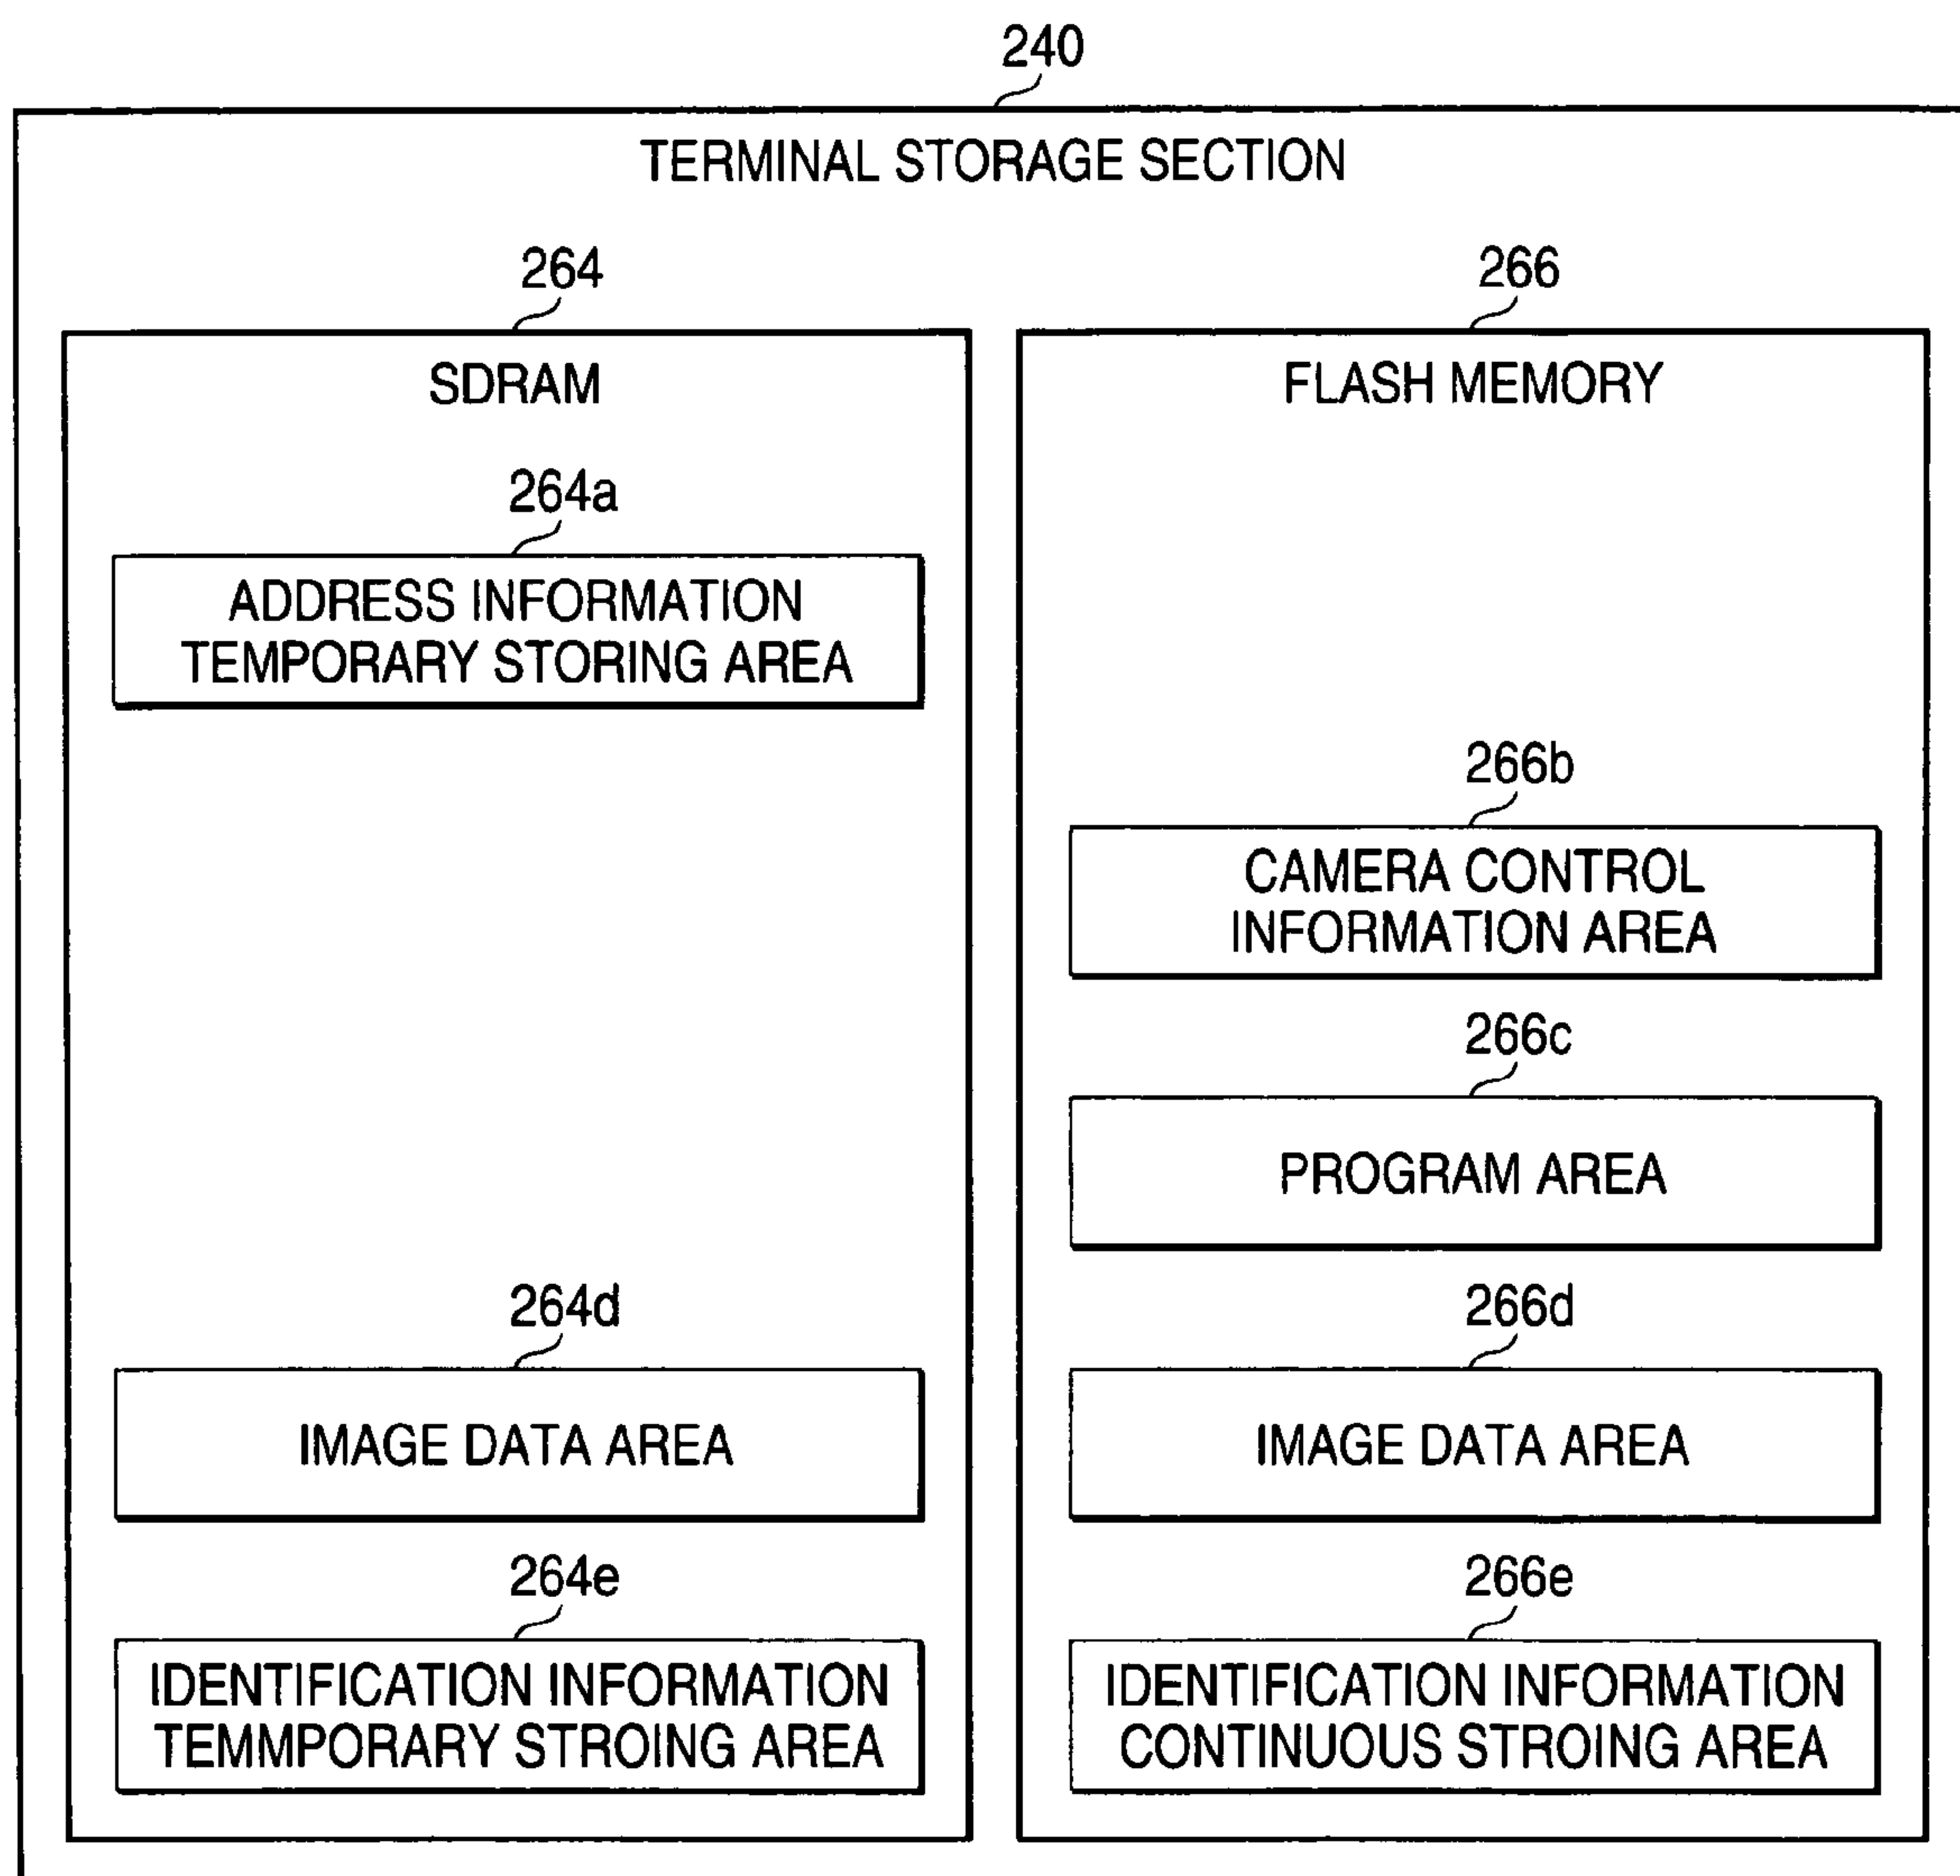 240
TERMINAL STORAGE SECTION
264
SDRAM
264a
ADDRESS INFORMATION
TEMPORARY STORING AREA
264d
IMAGE DATA AREA
264e
IDENTIFICATION INFORMATION
TEMMPORARY STROING AREA
266
FLASH MEMORY
266b
CAMERA CONTROL
INFORMATION AREA
266c
PROGRAM AREA
266d
IMAGE DATA AREA
266e
IDENTIFICATION INFORMATION
CONTINUOUS STROING AREA